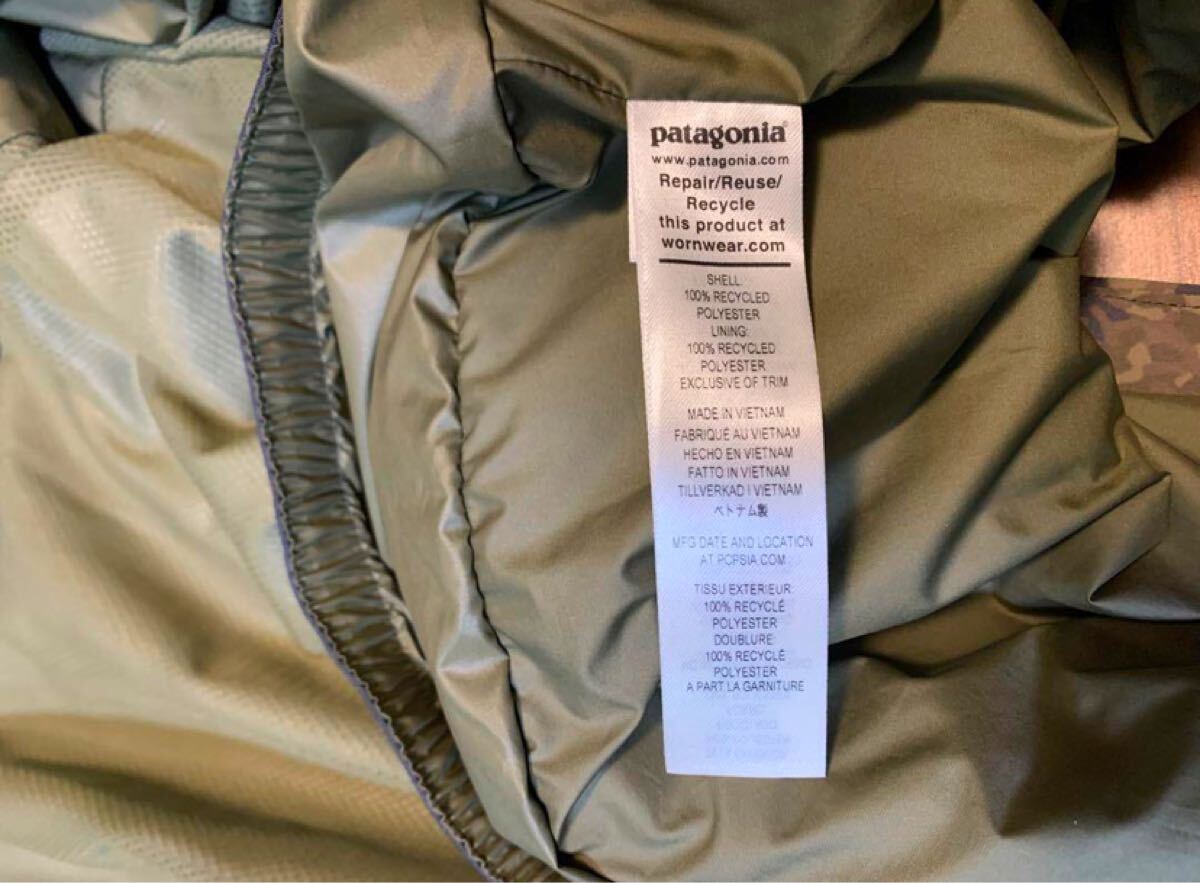 patagonia®
www.patagonia.com
Repair/Reuse/
Recycle
this product at
wornwear.com
SHELL:
100% RECYCLED
POLYESTER
LINING:
100% RECYCLED
POLYESTER
EXCLUSIVE OF TRIM
MADE IN VIETNAM
FABRIQUÉ AU VIETNAM
HECHO EN VIETNAM
FATTO IN VIETNAM
TILLVERKAD I VIETNAM
ベトナム製
MFG DATE AND LOCATION
AT PCPSIA.COM
TISSU EXTERIEUR:
100% RECYCLÉ
POLYESTER
DOUBLURE:
100% RECYCLÉ
POLYESTER
A PART LA GARNITURE